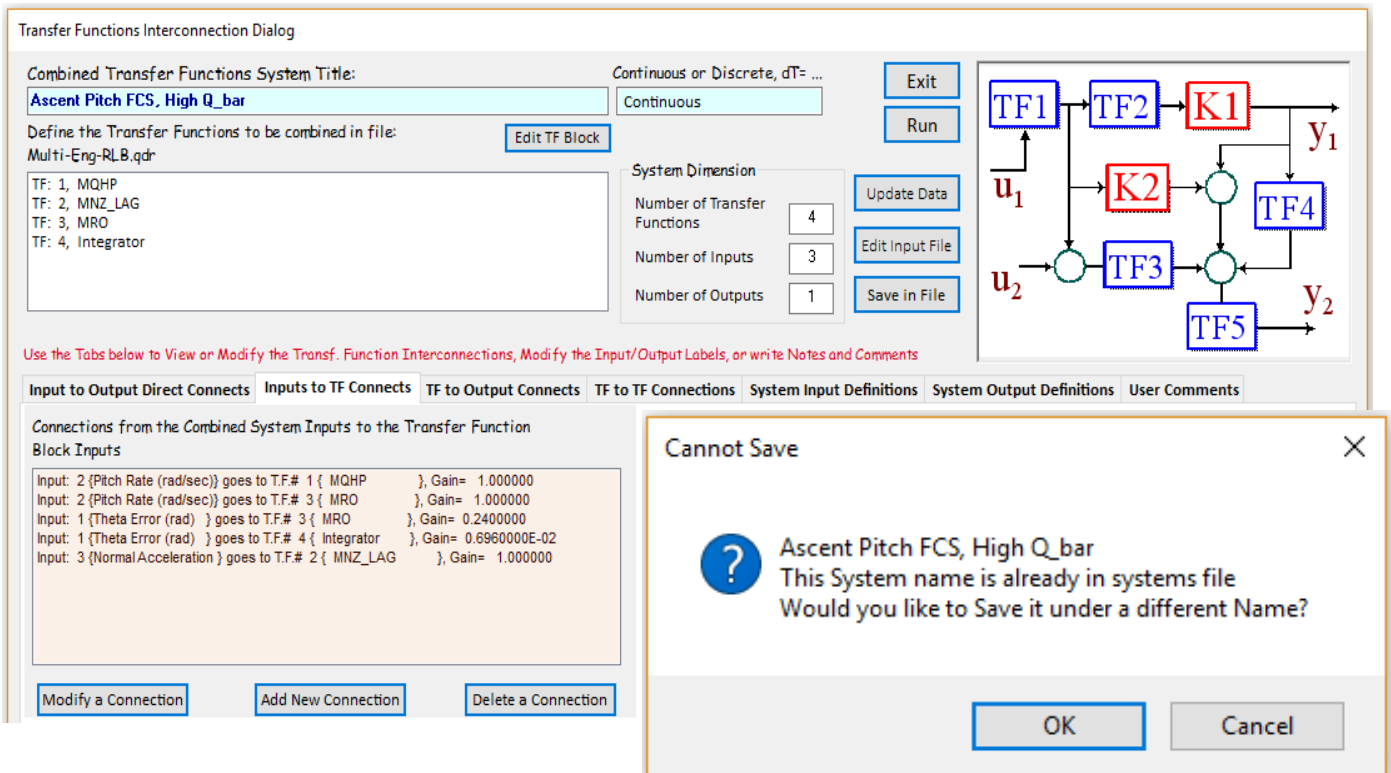 Transfer Functions Interconnection Dialog
Combined Transfer Functions System Title:
Continuous or Discrete, dT= ...
Exit
Ascent Pitch FCS, High Q_bar
Continuous
Define the Transfer Functions to be combined in file:
Edit TF Block
Run
Multi-Eng-RLB.qdr
TF: 1, MQHP
TF: 2, MNZ_LAG
TF: 3, MRO
TF: 4, Integrator
System Dimension
Number of Transfer
Functions
4
Number of Inputs
3
Number of Outputs
1
Update Data
Edit Input File
Save in File
TF1
TF2
K1
y1
u1
K2
TF4
u2
TF3
y2
TF5
Use the Tabs below to View or Modify the Transf. Function Interconnections, Modify the Input/Output Labels, or write Notes and Comments
Input to Output Direct Connects
Inputs to TF Connects
TF to Output Connects
TF to TF Connections
System Input Definitions
System Output Definitions
User Comments
Connections from the Combined System Inputs to the Transfer Function
Block Inputs
Input: 2 {Pitch Rate (rad/sec)} goes to T.F.# 1 { MQHP }, Gain= 1.000000
Input: 2 {Pitch Rate (rad/sec)} goes to T.F.# 3 { MRO }, Gain= 1.000000
Input: 1 {Theta Error (rad) } goes to T.F.# 3 { MRO }, Gain= 0.2400000
Input: 1 {Theta Error (rad) } goes to T.F.# 4 { Integrator }, Gain= 0.6960000E-02
Input: 3 {Normal Acceleration } goes to T.F.# 2 { MNZ_LAG }, Gain= 1.000000
Modify a Connection
Add New Connection
Delete a Connection
Cannot Save
Ascent Pitch FCS, High Q_bar
This System name is already in systems file
Would you like to Save it under a different Name?
OK
Cancel